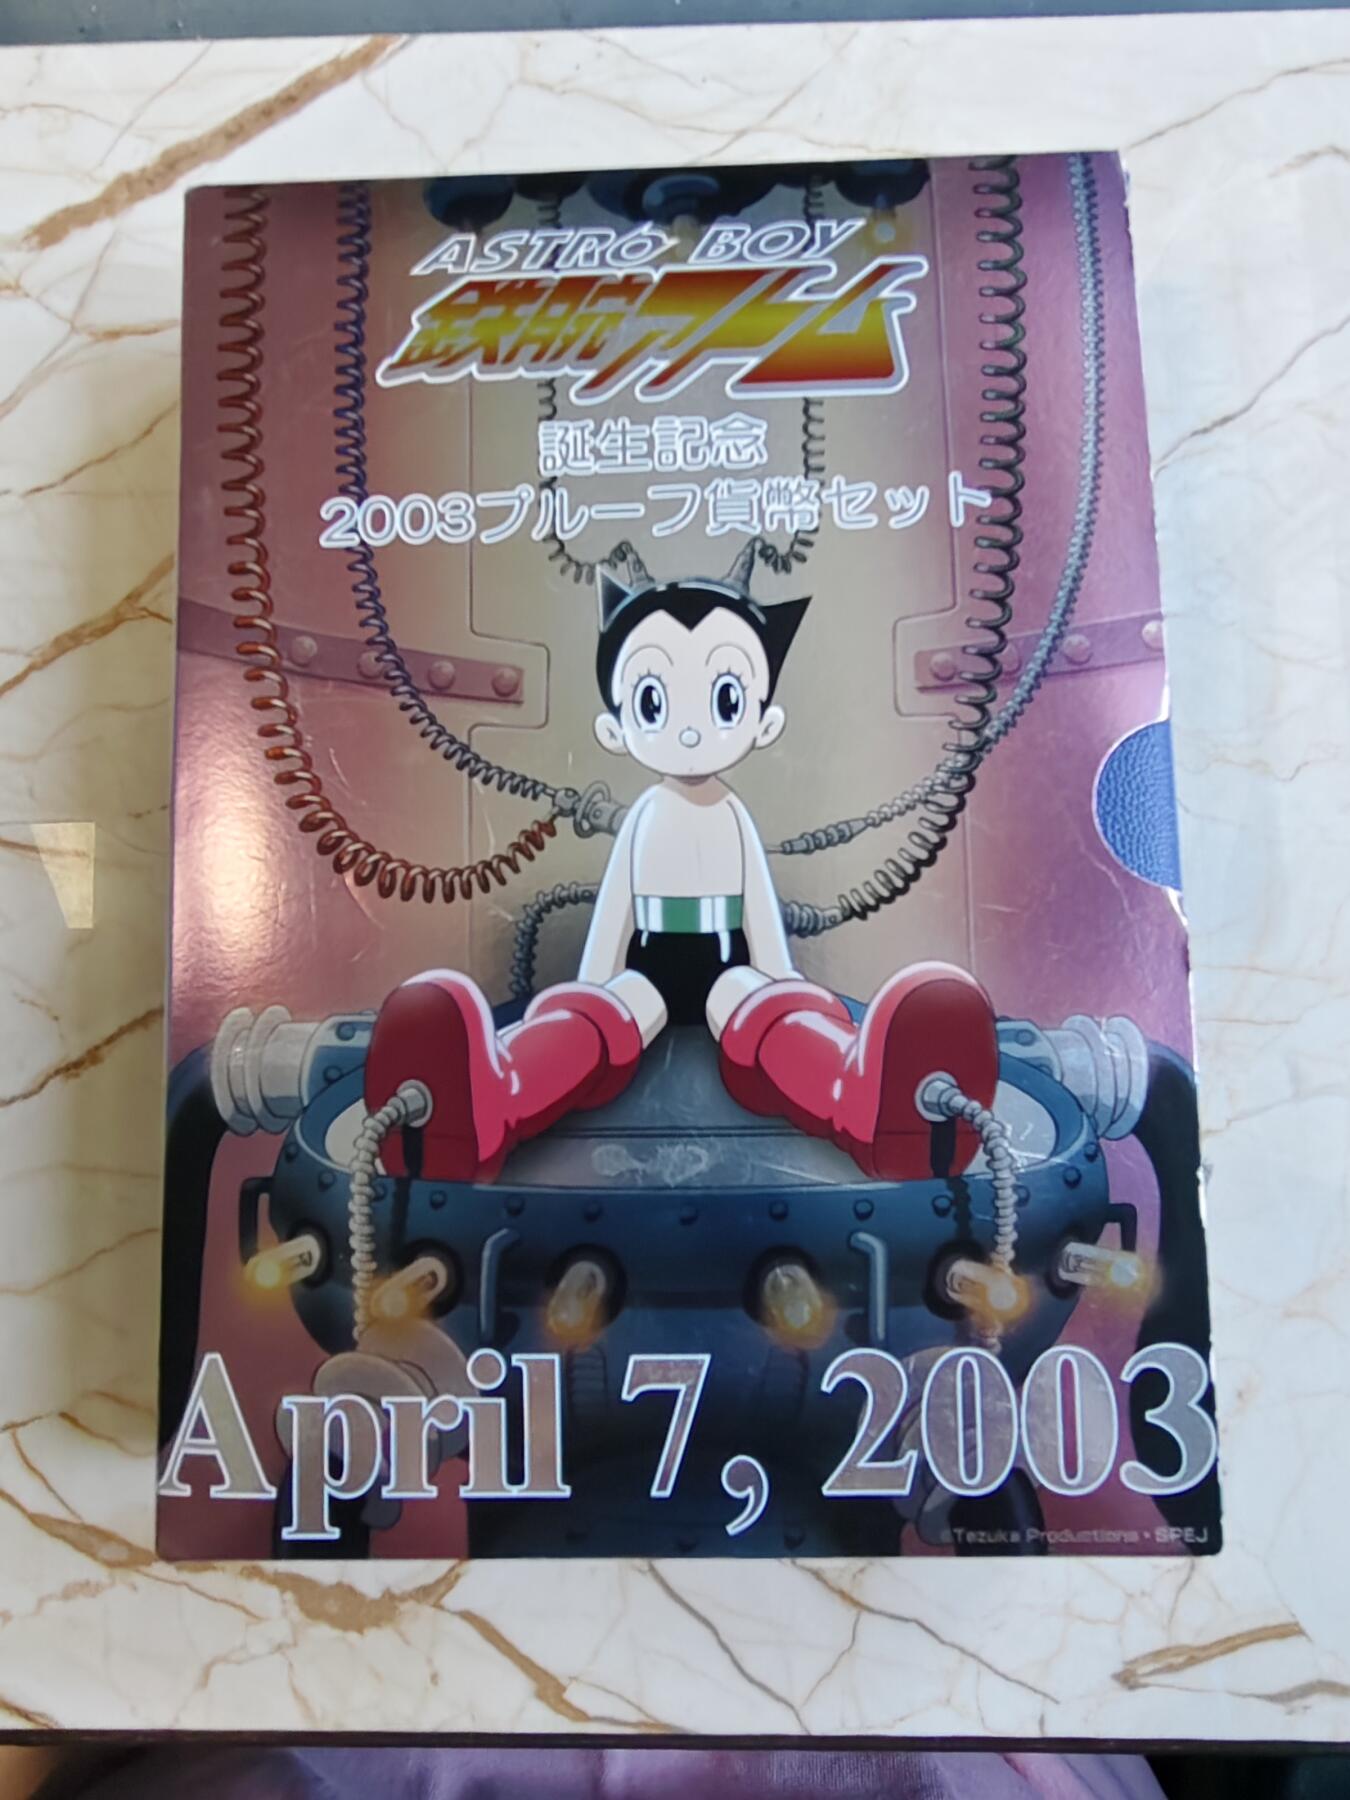 ASTRO BOY
鉄腕アトム
誕生記念
2003プルーフ貨幣セット
April 7, 2003
©Tezuka Productions・SPEJ